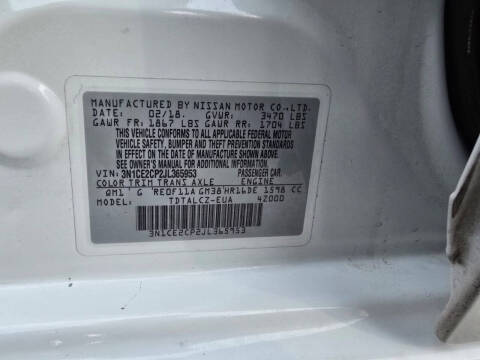 MANUFACTURED BY NISSAN MOTOR CO.,LTD.
DATE: 02/18. GVWR: 3470 LBS
GAWR FR: 1867 LBS GAWR RR: 1704 LBS
THIS VEHICLE CONFORMS TO ALL APPLICABLE FEDERAL MOTOR
VEHICLE SAFETY, BUMPER AND THEFT PREVENTION STANDARDS
IN EFFECT ON THE DATE OF MANUFACTURE SHOWN ABOVE.
SEE OWNER'S MANUAL FOR ADDITIONAL INFORMATION
VIN: 3N1CE2CP2JL365953 PASSENGER CAR
COLOR TRIM TRANS AXLE ENGINE
QM1 G RE0F11A GM38 HR16DE 1598 CC
MODEL: TDTALCZ-EUA 4Z000
3N1CE2CP2JL365953